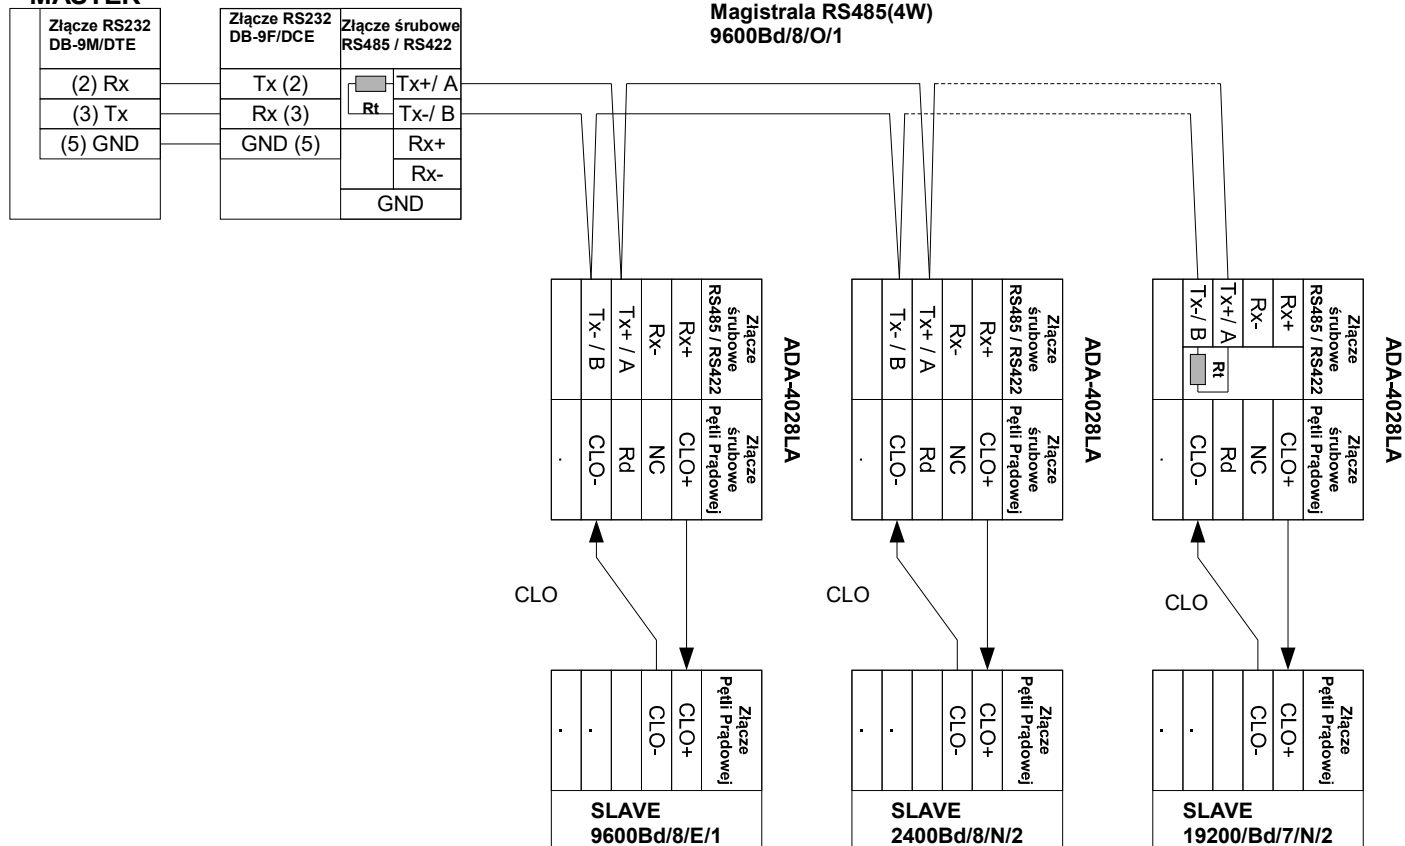 MASTER
Złącze RS232
DB-9M/DTE
(2) Rx
(3) Tx
(5) GND
Złącze RS232
DB-9F/DCE
Tx (2)
Rx (3)
GND (5)
Złącze śrubowe
RS485 / RS422
Rt
Tx+/ A
Tx-/ B
Rx+
Rx-
GND
Magistrala RS485(4W)
9600Bd/8/O/1
ADA-4028LA
Złącze
śrubowe
RS485 / RS422
Rx+
Rx-
Tx+ / A
Tx- / B
.
Złącze
śrubowe
Pętli Prądowej
CLO+
NC
Rd
CLO-
.
CLO
Złącze
Pętli Prądowej
CLO+
CLO-
.
.
SLAVE
9600Bd/8/E/1
ADA-4028LA
Złącze
śrubowe
RS485 / RS422
Rx+
Rx-
Tx+ / A
Tx- / B
.
Złącze
śrubowe
Pętli Prądowej
CLO+
NC
Rd
CLO-
.
CLO
Złącze
Pętli Prądowej
CLO+
CLO-
.
.
SLAVE
2400Bd/8/N/2
ADA-4028LA
Złącze
śrubowe
RS485 / RS422
Rx+
Rx-
Tx+/ A
Tx-/ B
Rt
Złącze
śrubowe
Pętli Prądowej
CLO+
NC
Rd
CLO-
.
CLO
Złącze
Pętli Prądowej
CLO+
CLO-
.
.
SLAVE
19200/Bd/7/N/2